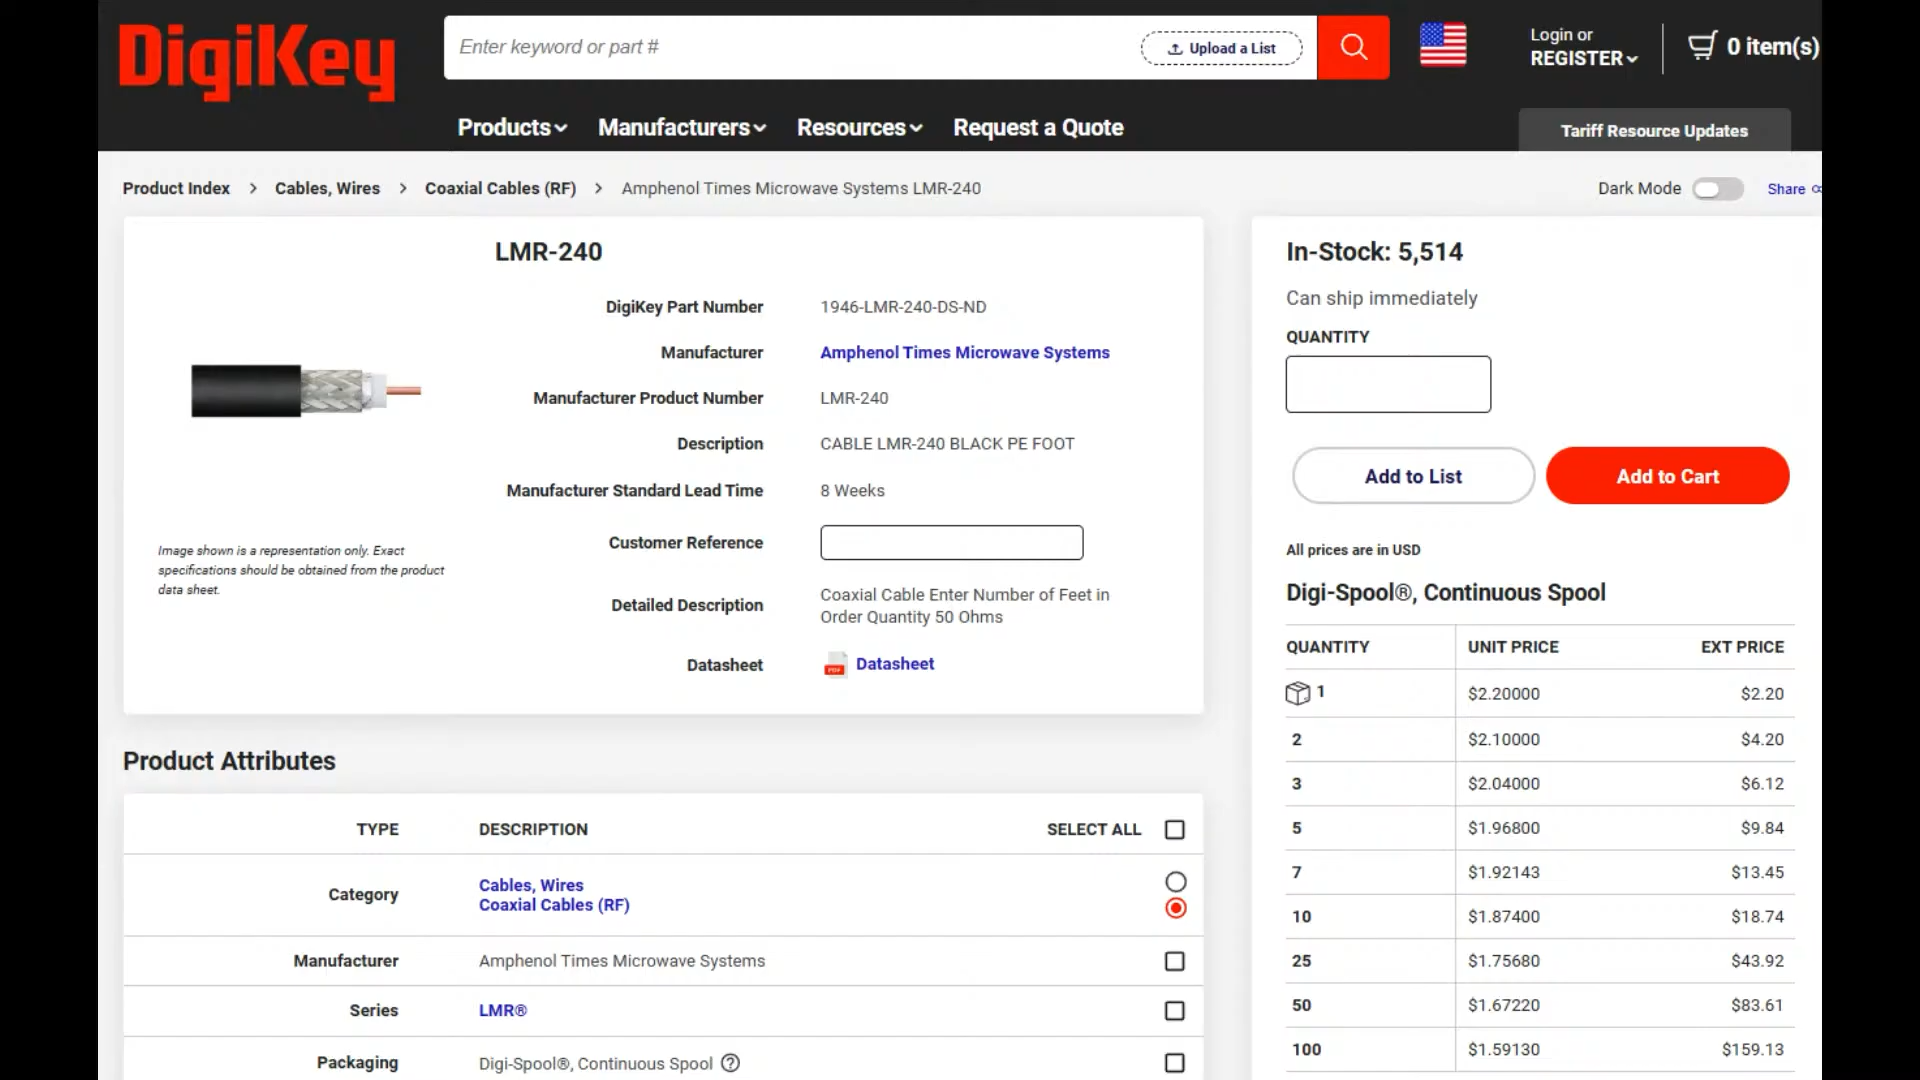 DigiKey
Enter keyword or part #
Upload a List
Login or
REGISTER
0 item(s)
Products
Manufacturers
Resources
Request a Quote
Tariff Resource Updates
Product Index > Cables, Wires > Coaxial Cables (RF) > Amphenol Times Microwave Systems LMR-240
Dark Mode
Share
LMR-240
DigiKey Part Number 1946-LMR-240-DS-ND
Manufacturer Amphenol Times Microwave Systems
Manufacturer Product Number LMR-240
Description CABLE LMR-240 BLACK PE FOOT
Manufacturer Standard Lead Time 8 Weeks
Customer Reference
Detailed Description Coaxial Cable Enter Number of Feet in
Order Quantity 50 Ohms
Datasheet PDF Datasheet
Image shown is a representation only. Exact
specifications should be obtained from the product
data sheet.
Product Attributes
TYPE DESCRIPTION SELECT ALL
Category Cables, Wires
Coaxial Cables (RF)
Manufacturer Amphenol Times Microwave Systems
Series LMR®
Packaging Digi-Spool®, Continuous Spool ?
In-Stock: 5,514
Can ship immediately
QUANTITY
Add to List
Add to Cart
All prices are in USD
Digi-Spool®, Continuous Spool
QUANTITY UNIT PRICE EXT PRICE
1 $2.20000 $2.20
2 $2.10000 $4.20
3 $2.04000 $6.12
5 $1.96800 $9.84
7 $1.92143 $13.45
10 $1.87400 $18.74
25 $1.75680 $43.92
50 $1.67220 $83.61
100 $1.59130 $159.13